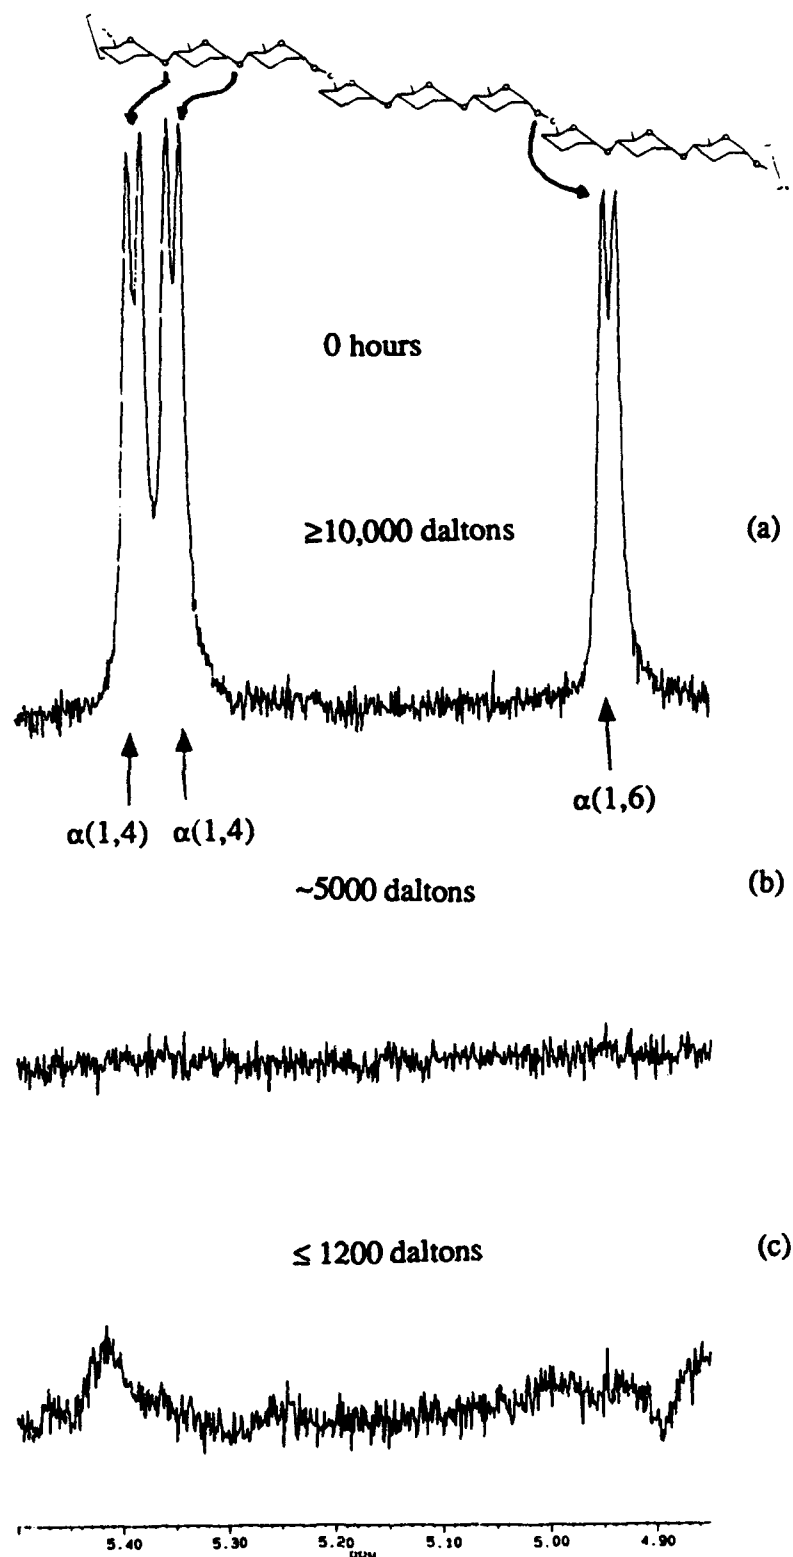 0 hours
≥10,000 daltons
(a)
α(1,4) α(1,4)
α(1,6)
~5000 daltons
(b)
≤ 1200 daltons
(c)
5.40 5.30 5.20 5.10 5.00 4.90
PPM